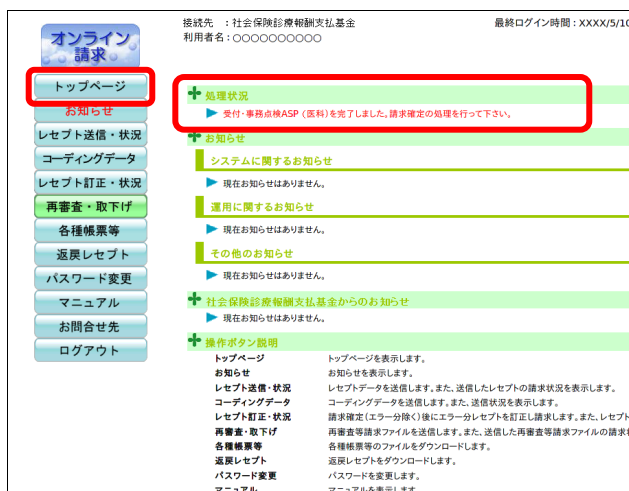 接続先　：社会保険診療報酬支払基金
最終ログイン時間：XXXX/5/10
利用者名：○○○○○○○○○○
オンライン
請求
トップページ
お知らせ
レセプト送信・状況
コーディングデータ
レセプト訂正・状況
再審査・取下げ
各種帳票等
返戻レセプト
パスワード変更
マニュアル
お問合せ先
ログアウト
処理状況
受付・事務点検ASP（医科）を完了しました。請求確定の処理を行って下さい。
お知らせ
システムに関するお知らせ
現在お知らせはありません。
運用に関するお知らせ
現在お知らせはありません。
その他のお知らせ
現在お知らせはありません。
社会保険診療報酬支払基金からのお知らせ
現在お知らせはありません。
操作ボタン説明
トップページ　トップページを表示します。
お知らせ　お知らせを表示します。
レセプト送信・状況　レセプトデータを送信します。また、送信したレセプトの請求状況を表示します。
コーディングデータ　コーディングデータを送信します。また、送信状況を表示します。
レセプト訂正・状況　請求確定（エラー分除く）後にエラー分レセプトを訂正し請求します。また、レセプト
再審査・取下げ　再審査等請求ファイルを送信します。また、送信した再審査等請求ファイルの請求
各種帳票等　各種帳票等のファイルをダウンロードします。
返戻レセプト　返戻レセプトをダウンロードします。
パスワード変更　パスワードを変更します。
マニュアル　マニュアルを表示します。